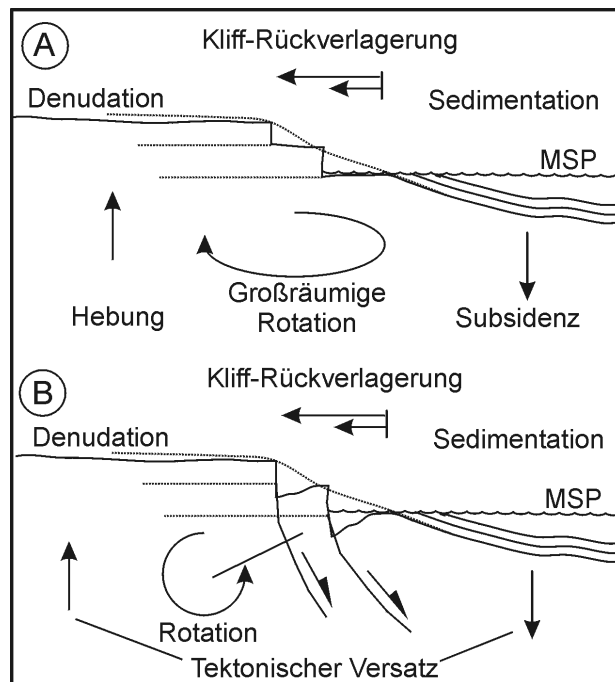 A
Kliff-Rückverlagerung
Denudation
Sedimentation
MSP
Großräumige
Rotation
Hebung
Subsidenz
B
Kliff-Rückverlagerung
Denudation
Sedimentation
MSP
Rotation
Tektonischer Versatz